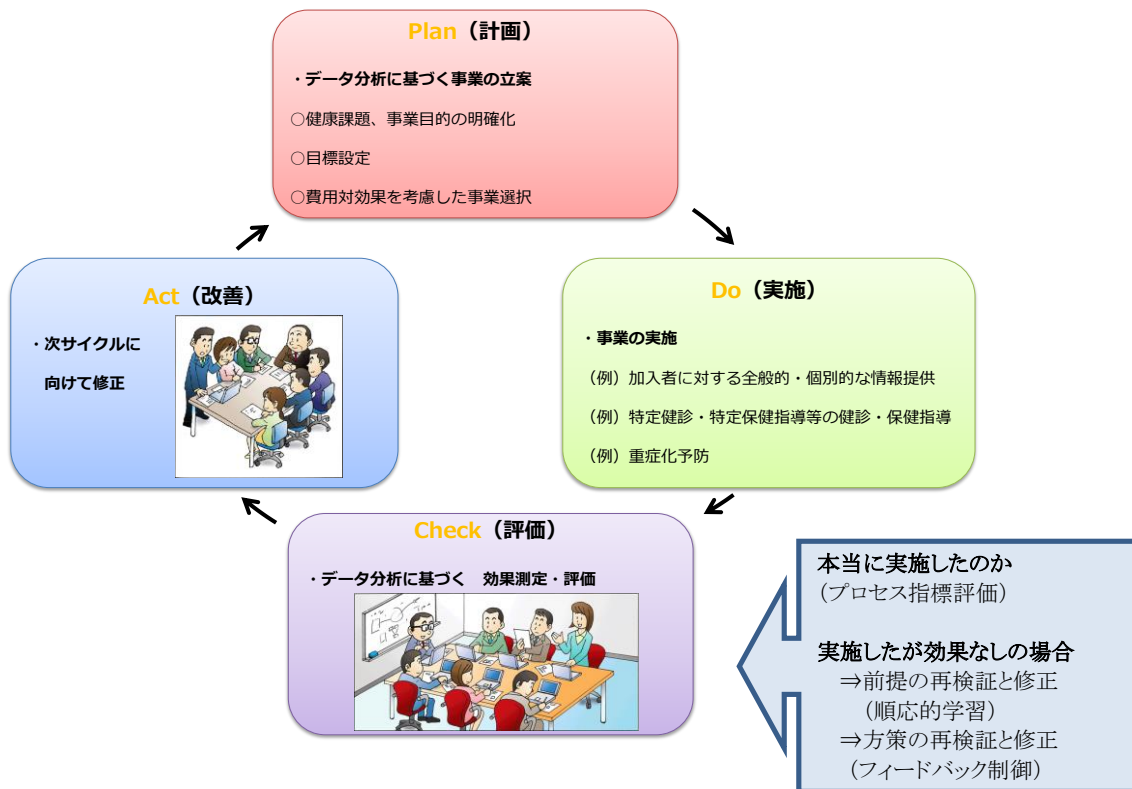 Plan（計画）
・データ分析に基づく事業の立案
○健康課題、事業目的の明確化
○目標設定
○費用対効果を考慮した事業選択
Do（実施）
・事業の実施
（例）加入者に対する全般的・個別的な情報提供
（例）特定健診・特定保健指導等の健診・保健指導
（例）重症化予防
Check（評価）
・データ分析に基づく　効果測定・評価
本当に実施したのか
（プロセス指標評価）
実施したが効果なしの場合
⇒前提の再検証と修正
（順応的学習）
⇒方策の再検証と修正
（フィードバック制御）
Act（改善）
・次サイクルに
向けて修正